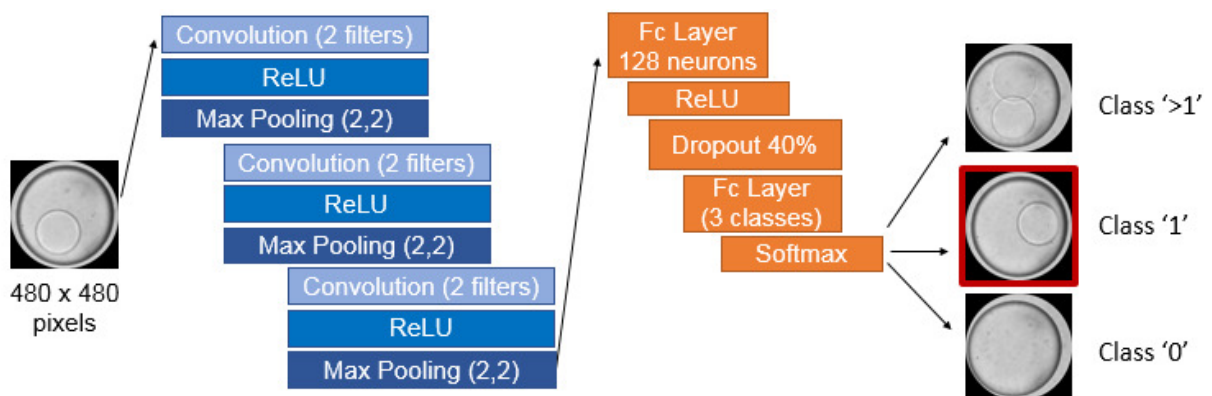 480 x 480
pixels
Convolution (2 filters)
ReLU
Max Pooling (2,2)
Convolution (2 filters)
ReLU
Max Pooling (2,2)
Convolution (2 filters)
ReLU
Max Pooling (2,2)
Fc Layer
128 neurons
ReLU
Dropout 40%
Fc Layer
(3 classes)
Softmax
Class ‘>1’
Class ‘1’
Class ‘0’